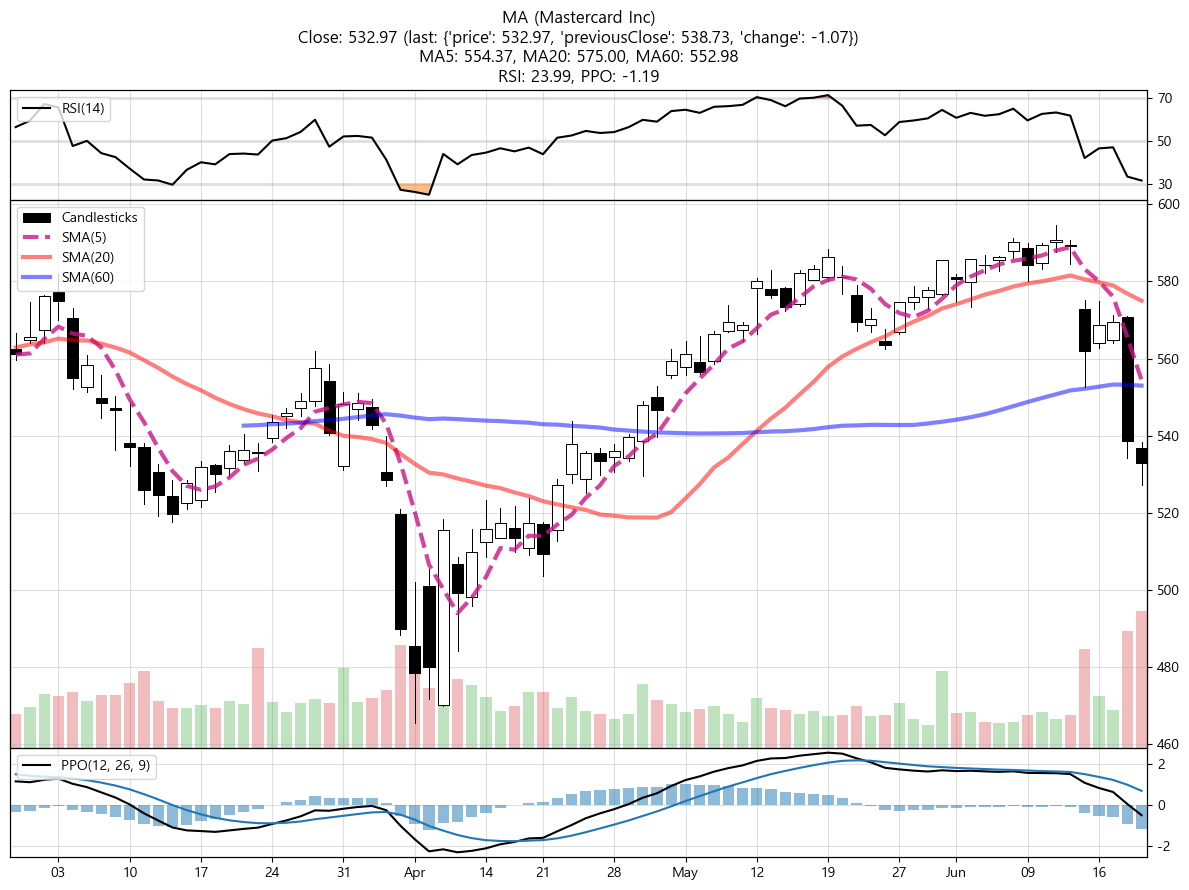 MA (Mastercard Inc)
Close: 532.97 (last: {'price': 532.97, 'previousClose': 538.73, 'change': -1.07})
MA5: 554.37, MA20: 575.00, MA60: 552.98
RSI: 23.99, PPO: -1.19
RSI(14)
70
50
30
Candlesticks
SMA(5)
SMA(20)
SMA(60)
600
580
560
540
520
500
480
460
PPO(12, 26, 9)
2
0
-2
03 10 17 24 31 Apr 14 21 28 May 12 19 27 Jun 09 16